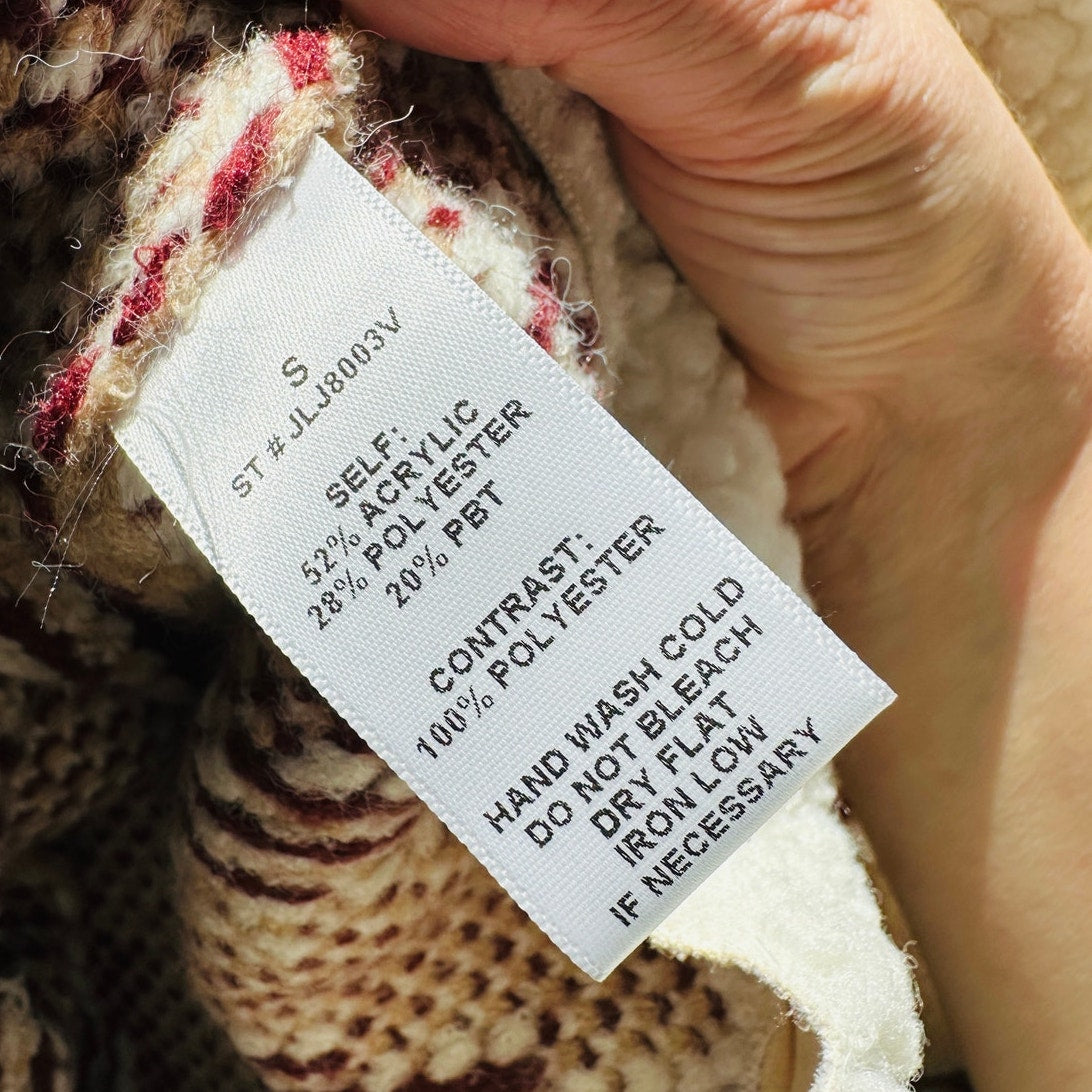 S
ST # JLJ8003V
SELF:
52% ACRYLIC
28% POLYESTER
20% PBT
CONTRAST:
100% POLYESTER
HAND WASH COLD
DO NOT BLEACH
DRY FLAT
IRON LOW
IF NECESSARY